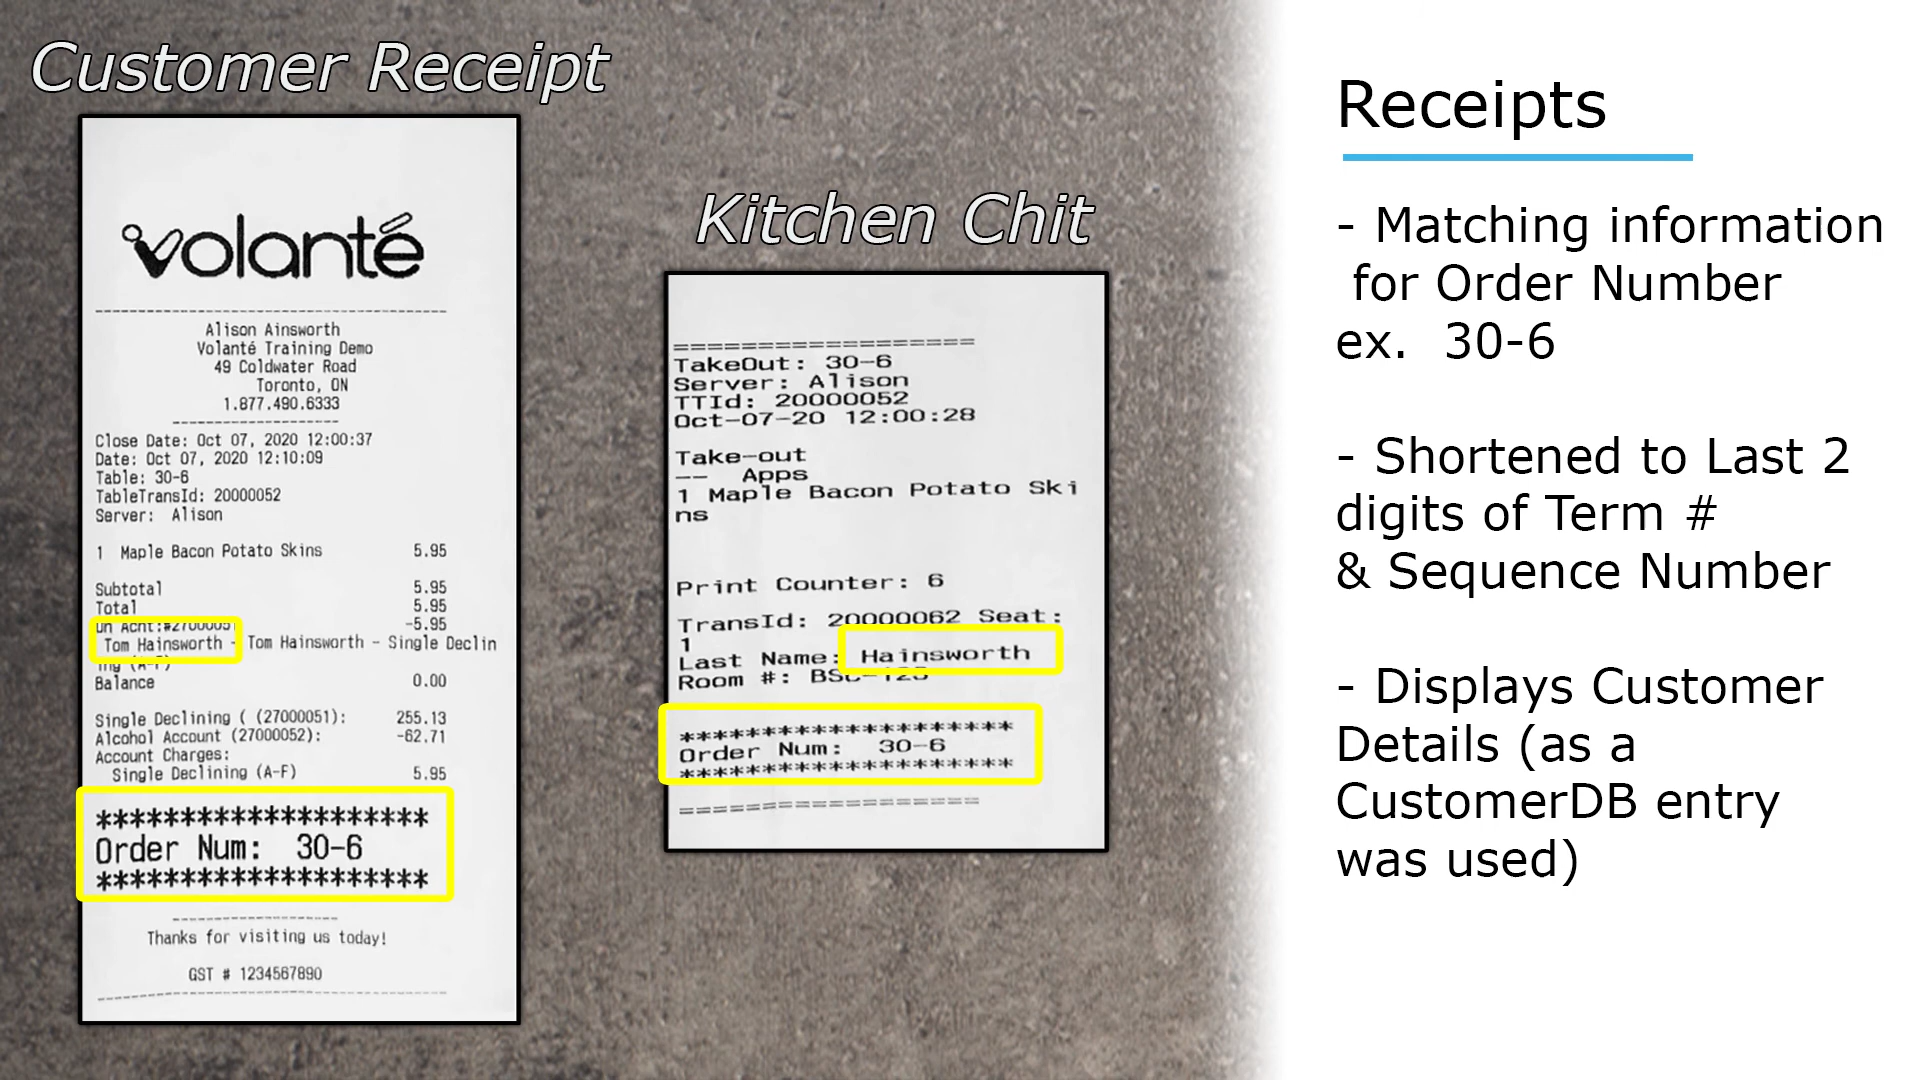 Customer Receipt
volanté
Alison Ainsworth
Volanté Training Demo
49 Coldwater Road
Toronto, ON
1.877.490.6333
Close Date: Oct 07, 2020 12:00:37
Date: Oct 07, 2020 12:10:09
Table: 30-6
TableTransId: 20000052
Server: Alison
1 Maple Bacon Potato Skins 5.95
Subtotal 5.95
Total 5.95
On Acnt:#27000051 -5.95
Tom Hainsworth - Tom Hainsworth - Single Declin
ing (A-F)
Balance 0.00
Single Declining ( (27000051): 255.13
Alcohol Account (27000052): -62.71
Account Charges:
Single Declining (A-F) 5.95
********************
Order Num: 30-6
********************
Thanks for visiting us today!
GST # 1234567890
Kitchen Chit
==================
TakeOut: 30-6
Server: Alison
TTId: 20000052
Oct-07-20 12:00:28
Take-out
-- Apps
1 Maple Bacon Potato Ski
ns
Print Counter: 6
TransId: 20000062 Seat:
1
Last Name: Hainsworth
Room #: BSC-123
********************
Order Num: 30-6
********************
==================
Receipts
- Matching information
for Order Number
ex. 30-6
- Shortened to Last 2
digits of Term #
& Sequence Number
- Displays Customer
Details (as a
CustomerDB entry
was used)